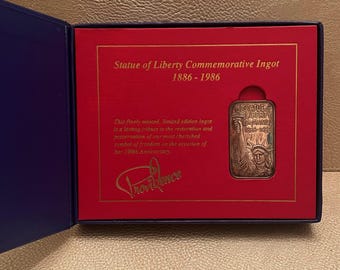 Statue of Liberty Commemorative Ingot
1886 - 1986
This finely minted, limited edition ingot
is a lasting tribute to the restoration and
preservation of our most cherished
symbol of freedom on the occasion of
her 100th Anniversary.
Providence